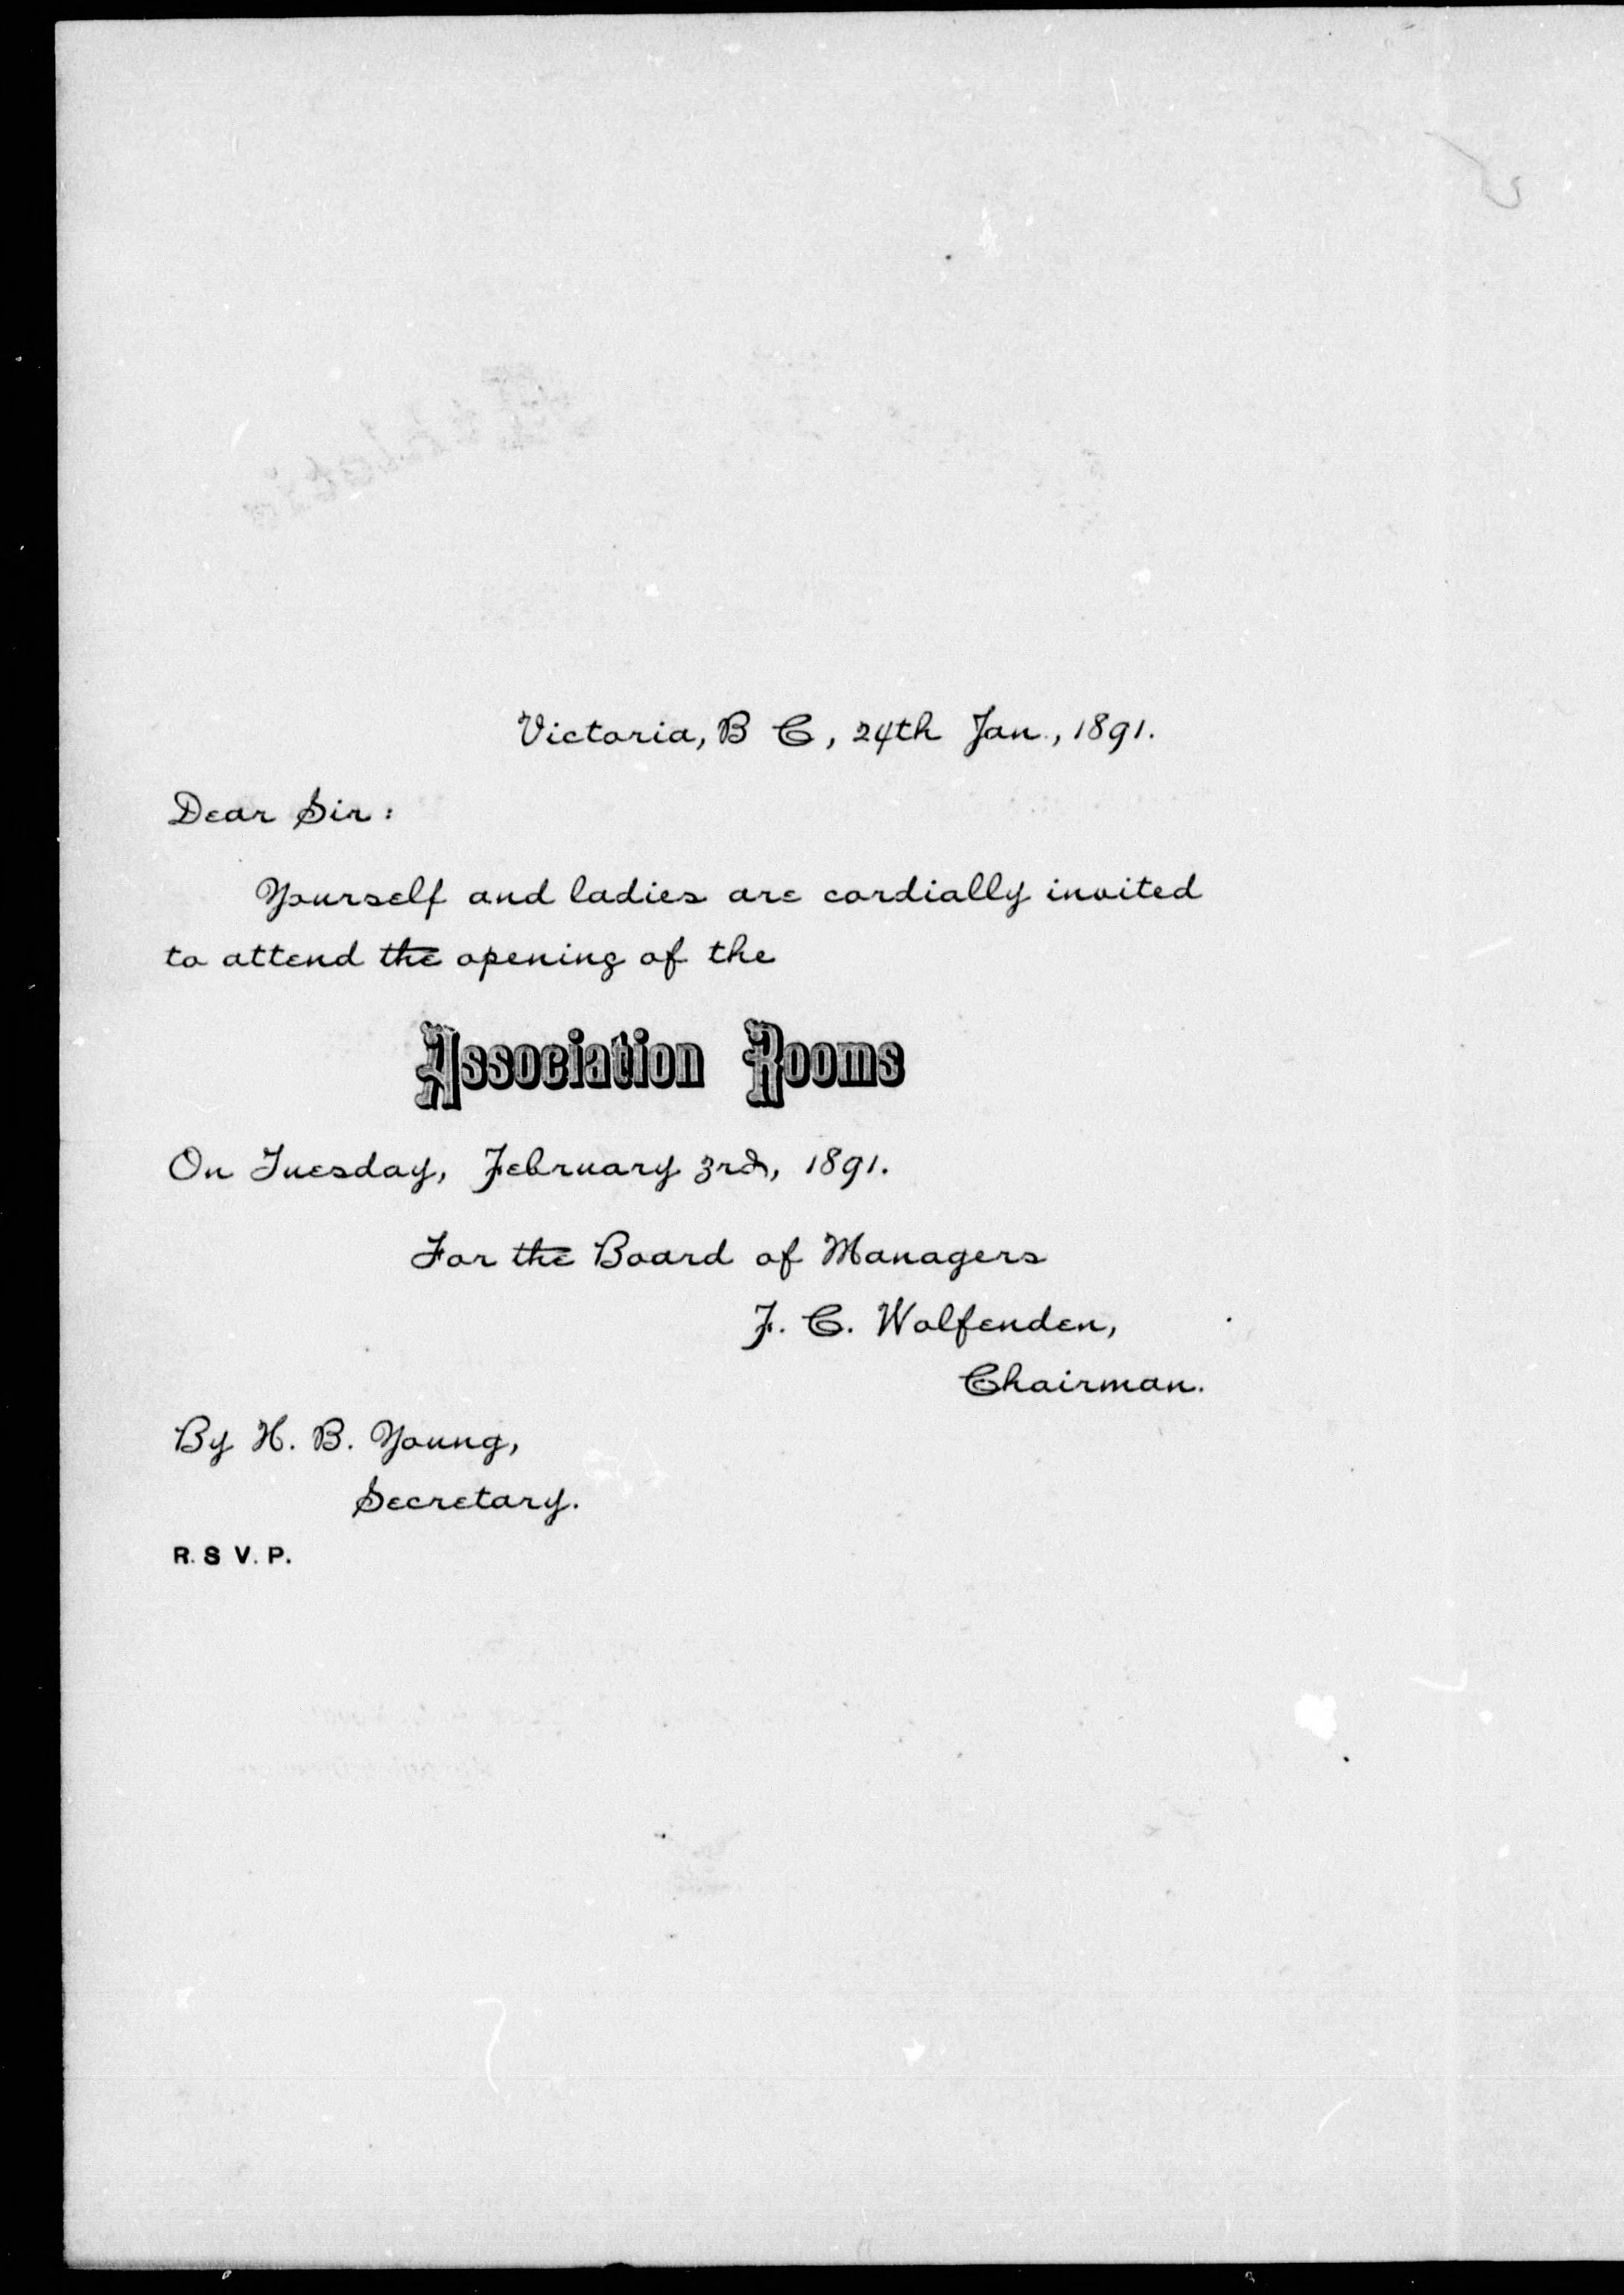 Victoria, B C, 24th Jan., 1891.
Dear Sir:
Yourself and ladies are cordially invited
to attend the opening of the
Association Rooms
On Tuesday, February 3rd, 1891.
For the Board of Managers
F. C. Wolfenden,
Chairman.
By H. B. Young,
Secretary.
R. S V. P.